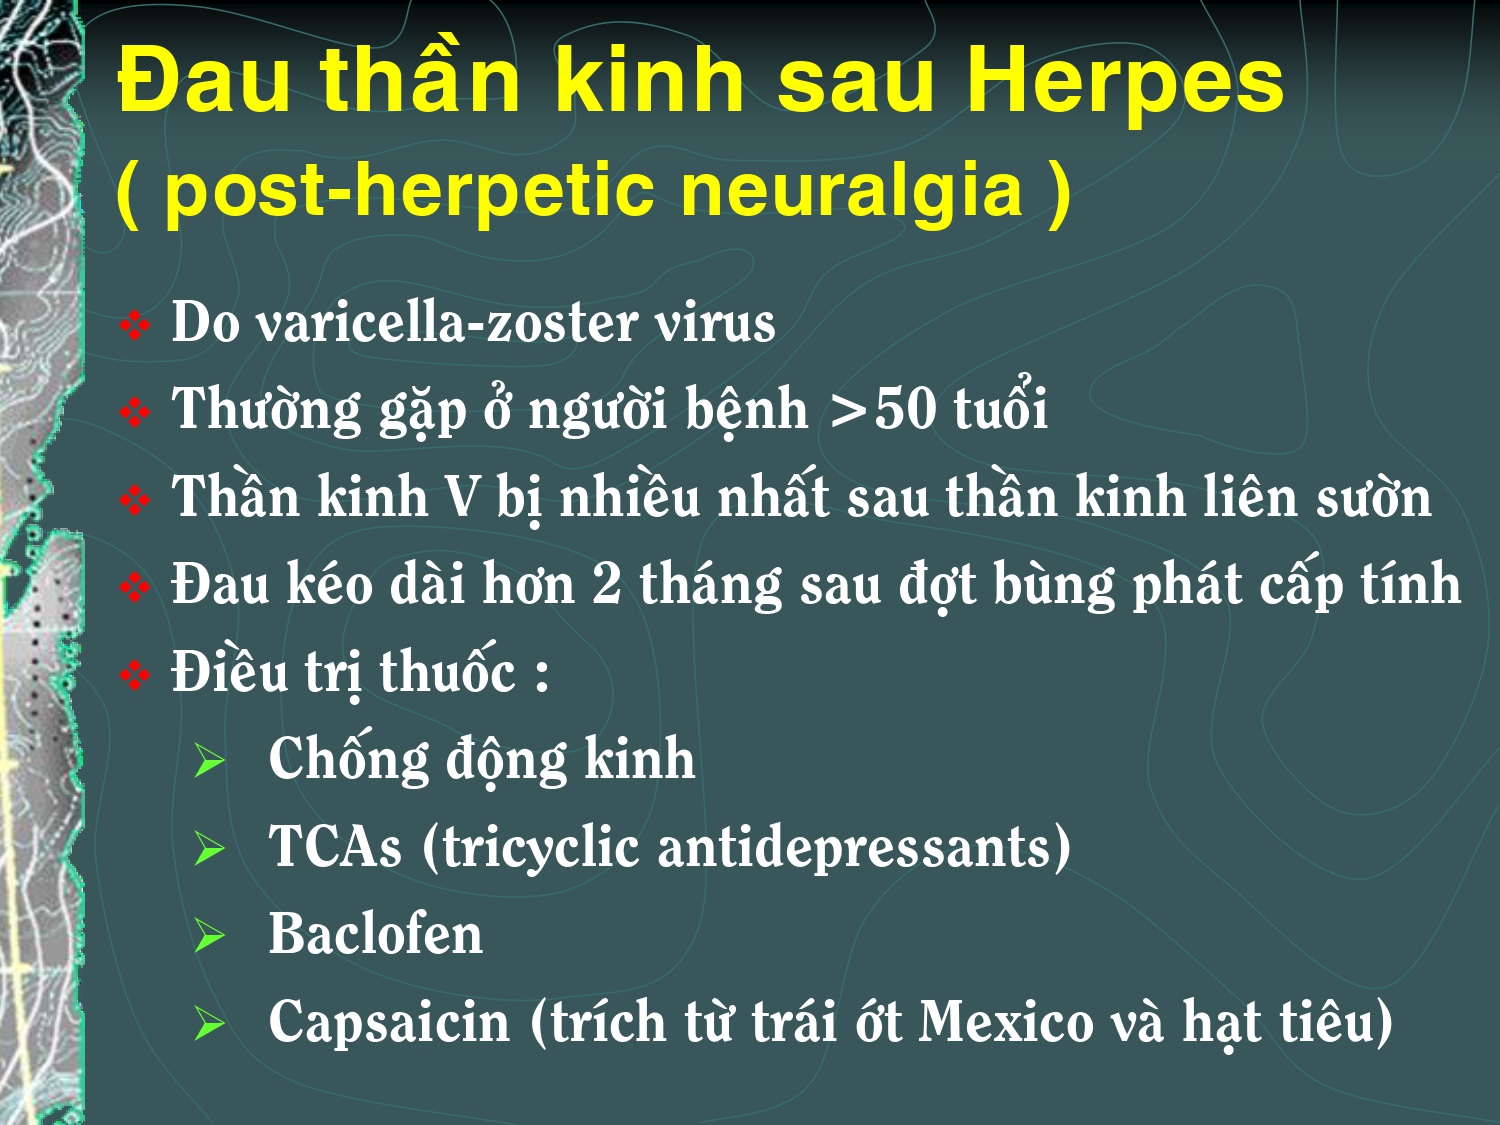 Đau thần kinh sau Herpes
( post-herpetic neuralgia )
Do varicella-zoster virus
Thường gặp ở người bệnh >50 tuổi
Thần kinh V bị nhiều nhất sau thần kinh liên sườn
Đau kéo dài hơn 2 tháng sau đợt bùng phát cấp tính
Điều trị thuốc :
Chống động kinh
TCAs (tricyclic antidepressants)
Baclofen
Capsaicin (trích từ trái ớt Mexico và hạt tiêu)